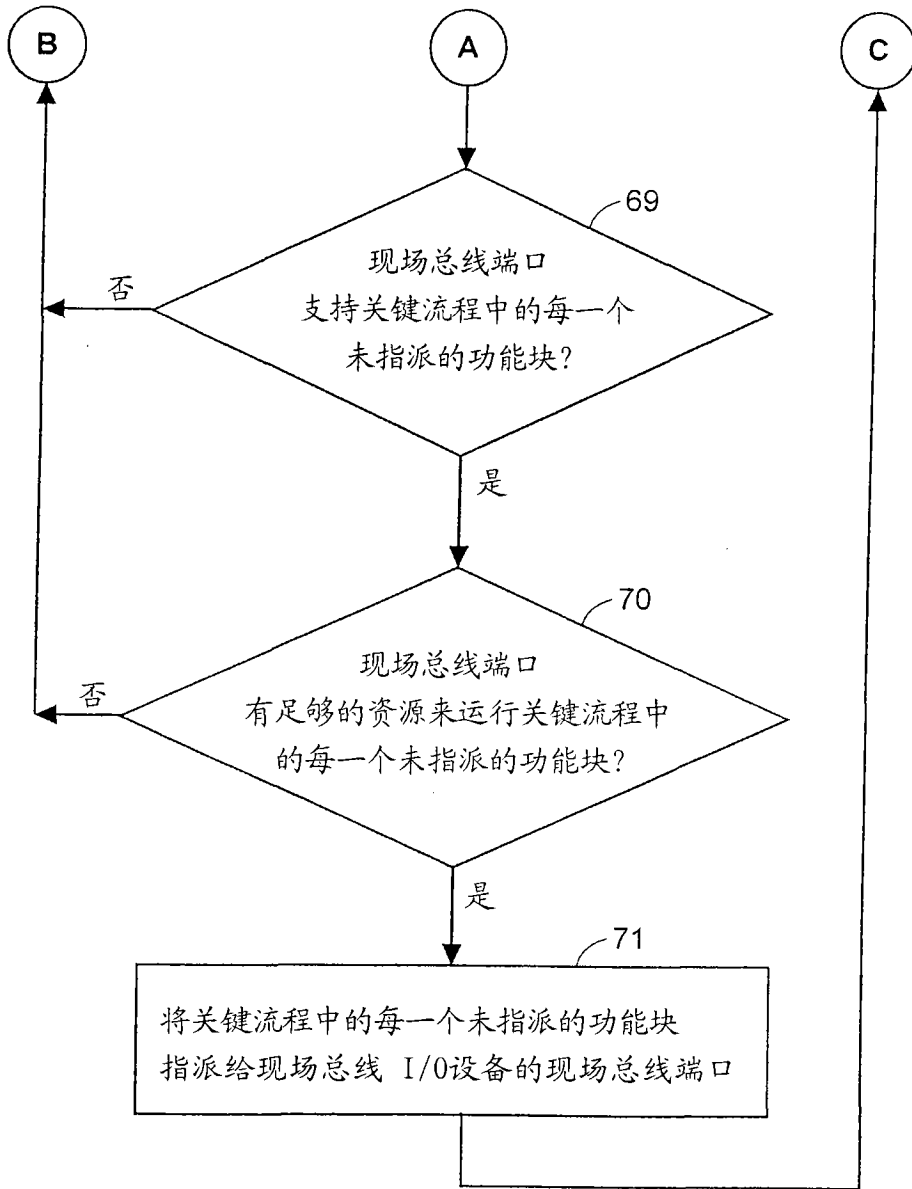 B
A
C
69
现场总线端口
支持关键流程中的每一个
未指派的功能块?
否
是
70
现场总线端口
有足够的资源来运行关键流程中
的每一个未指派的功能块?
否
是
71
将关键流程中的每一个未指派的功能块
指派给现场总线 I/O设备的现场总线端口